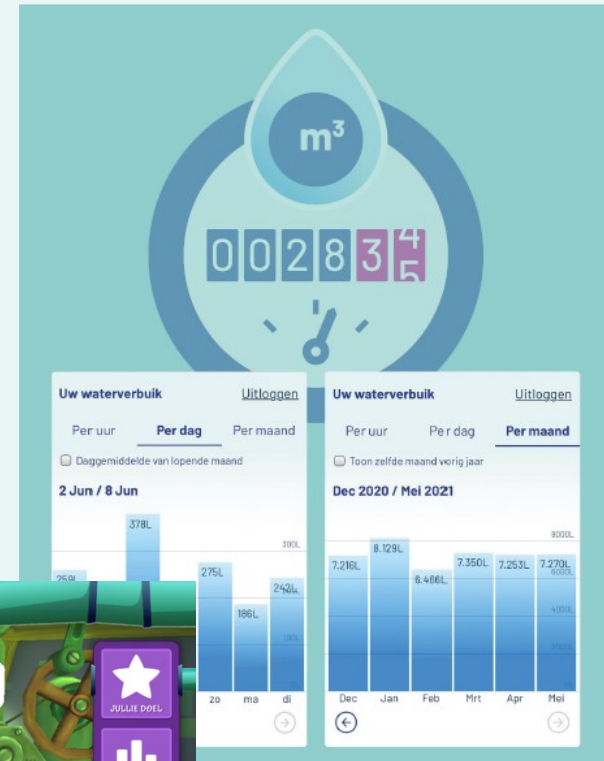 m³
00283 4
5
Uw waterverbuik Uitloggen
Per uur Per dag Per maand
Daggemiddelde van lopende maand
2 Jun / 8 Jun
378L
300L
259L
275L
242L
186L
zo ma di
Uw waterverbuik Uitloggen
Per uur Per dag Per maand
Toon zelfde maand vorig jaar
Dec 2020 / Mei 2021
8000L
8.129L
7.216L 7.350L 7.253L 7.270L
6000L
6.466L
4000L
Dec Jan Feb Mrt Apr Mei
JULLIE DOEL